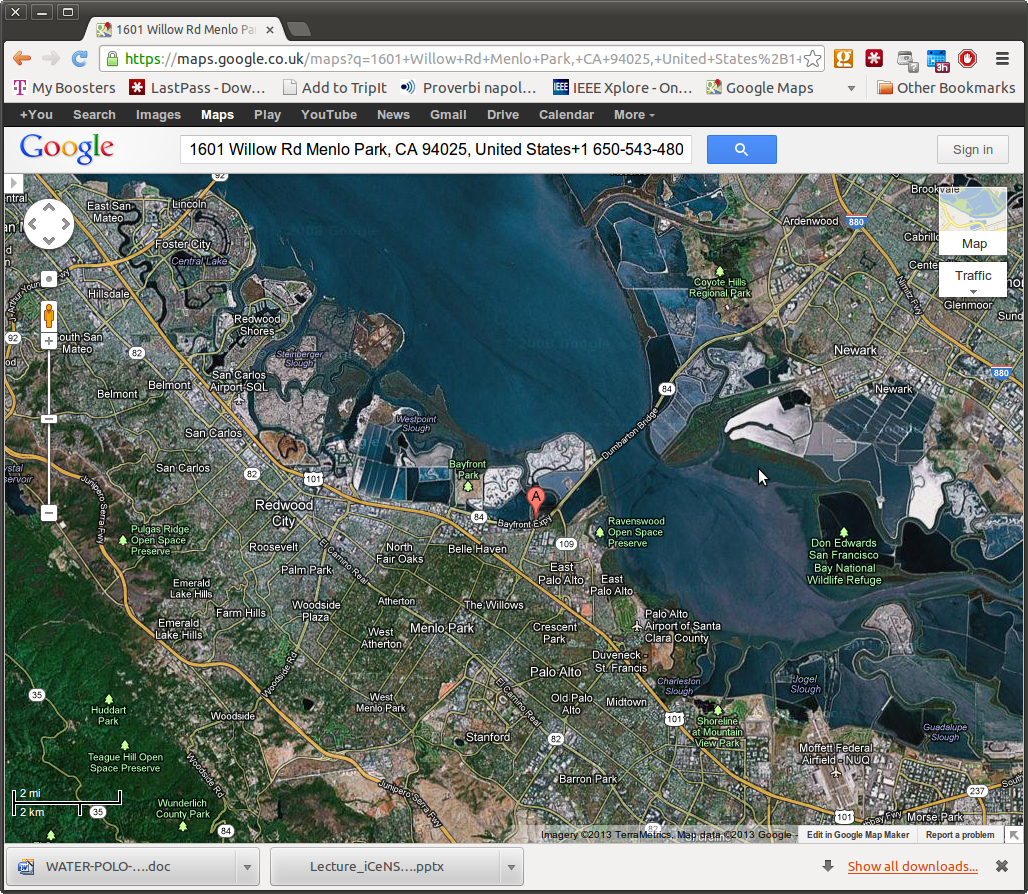 1601 Willow Rd Menlo Pa
https://maps.google.co.uk/maps?q=1601+Willow+Rd+Menlo+Park,+CA+94025,+United+States%2B1+
3h
My Boosters
LastPass - Dow...
Add to TripIt
Proverbi napol...
IEEE Xplore - On...
Google Maps
Other Bookmarks
+You Search Images Maps Play YouTube News Gmail Drive Calendar More
Google
1601 Willow Rd Menlo Park, CA 94025, United States+1 650-543-480
Sign in
92
East San
Mateo
Lincoln
Foster City
Central Lake
Hillsdale
92
South San
Mateo
82
Belmont
Belmont
Redwood
Shores
Steinberger
Slough
San Carlos
Airport-SQL
San Carlos
San Carlos
Westpoint
Slough
Bayfront
Park
82
101
84
A
Bayfront Expy
Dumbarton Bridge
84
Coyote Hills
Regional Park
Ardenwood
880
Brookvale
Map
Traffic
Glenmoor
Nimitz Fwy
Newark
Newark
880
Junipero Serra Fwy
Pulgas Ridge
Open Space
Preserve
Redwood
City
Roosevelt
El Camino Real
North
Fair Oaks
Belle Haven
109
Ravenswood
Open Space
Preserve
Don Edwards
San Francisco
Bay National
Wildlife Refuge
Palm Park
Emerald
Lake Hills
Farm Hills
Emerald
Lake Hills
Woodside
Plaza
Atherton
The Willows
East
Palo Alto
East
Palo Alto
West
Atherton
Menlo Park
Crescent
Park
Palo Alto
Airport of Santa
Clara County
Duveneck -
St. Francis
Palo Alto
Charleston
Slough
Jogel
Slough
Woodside Rd
El Camino Real
Old Palo
Alto
Midtown
West
Menlo Park
35
Huddart
Park
Woodside
101
Shoreline
at Mountain
View Park
Guadalupe
Slough
Stanford
82
Moffett Federal
Airfield - NUQ
Teague Hill Open
Space Preserve
Woodside Rd
Barron Park
Junipero Serra Fwy
237
2 mi
2 km
35
Wunderlich
County Park
84
101
Morse Park
Imagery ©2013 TerraMetrics, Map data ©2013 Google -
Edit in Google Map Maker
Report a problem
WATER-POLO-....doc
Lecture_iCeNS....pptx
Show all downloads...